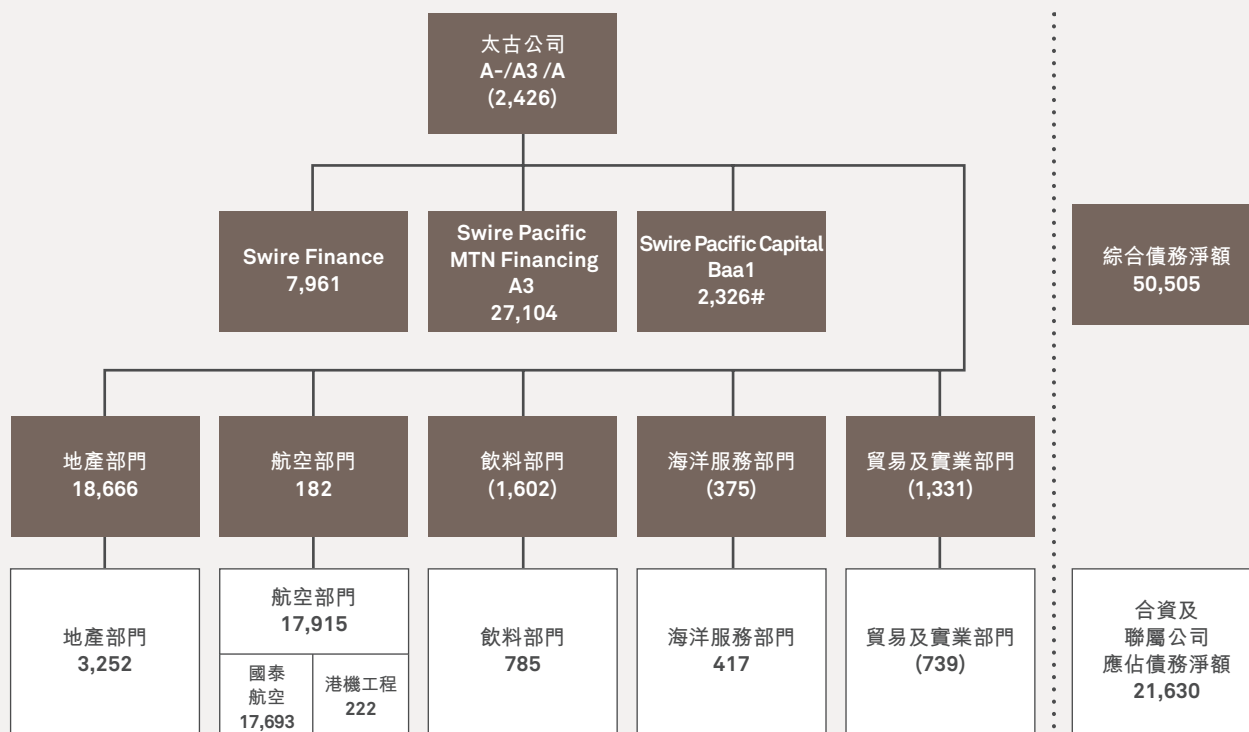 太古公司
A-/A3 /A
(2,426)
Swire Finance
7,961
Swire Pacific
MTN Financing
A3
27,104
Swire Pacific Capital
Baa1
2,326#
綜合債務淨額
50,505
地產部門
18,666
航空部門
182
飲料部門
(1,602)
海洋服務部門
(375)
貿易及實業部門
(1,331)
地產部門
3,252
航空部門
17,915
國泰
航空
17,693
港機工程
222
飲料部門
785
海洋服務部門
417
貿易及實業部門
(739)
合資及
聯屬公司
應佔債務淨額
21,630